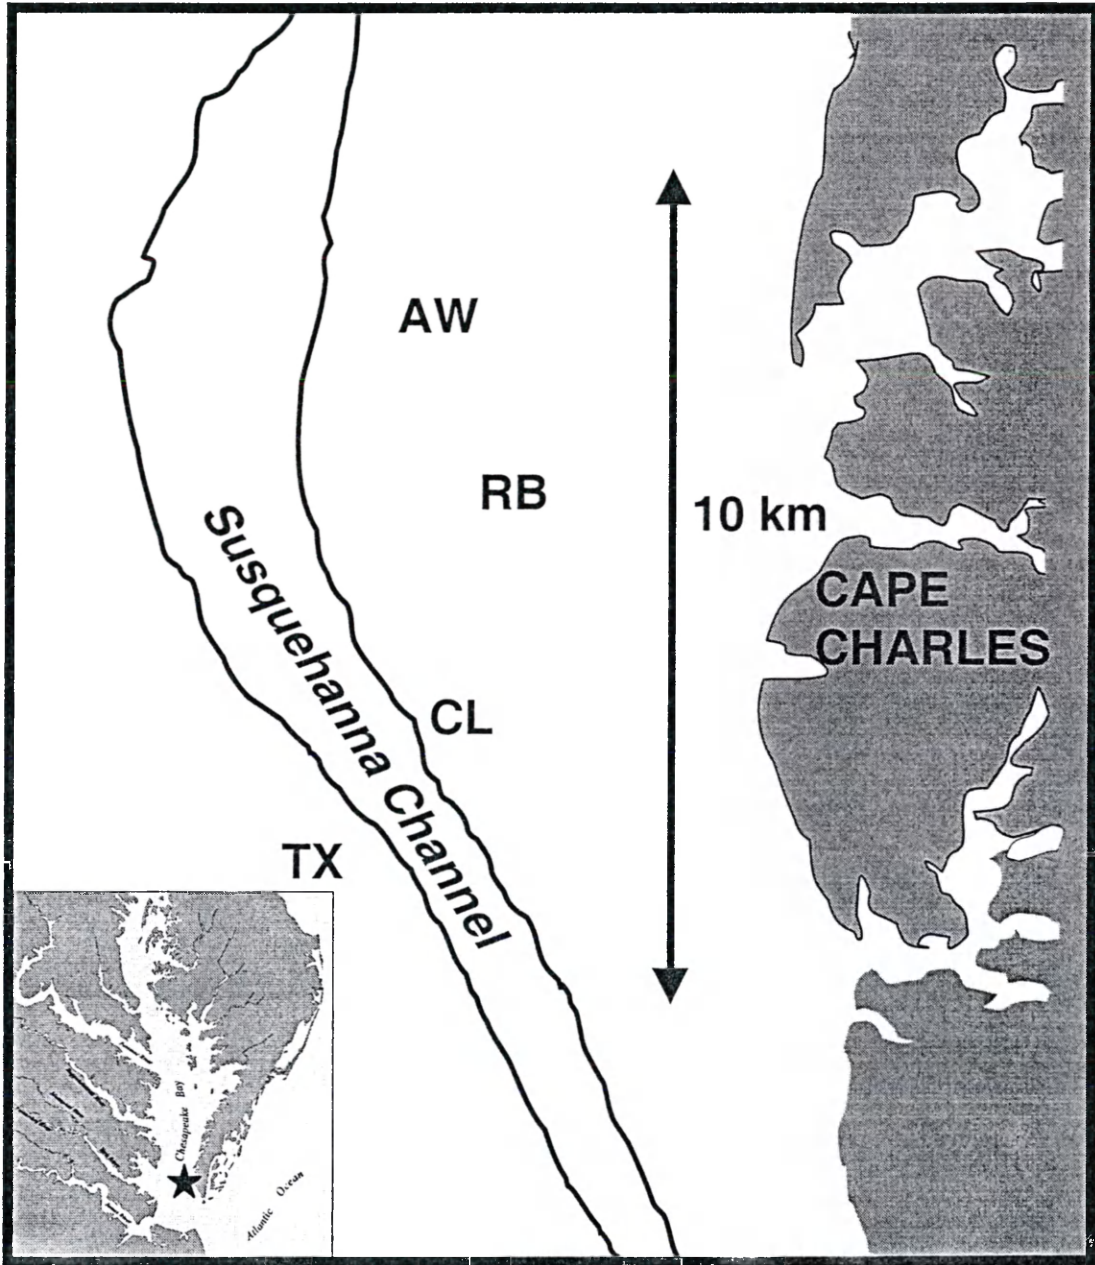 AW
RB
10 km
CAPE
CHARLES
Susquehanna Channel
CL
TX
Chesapeake Bay
Atlantic Ocean